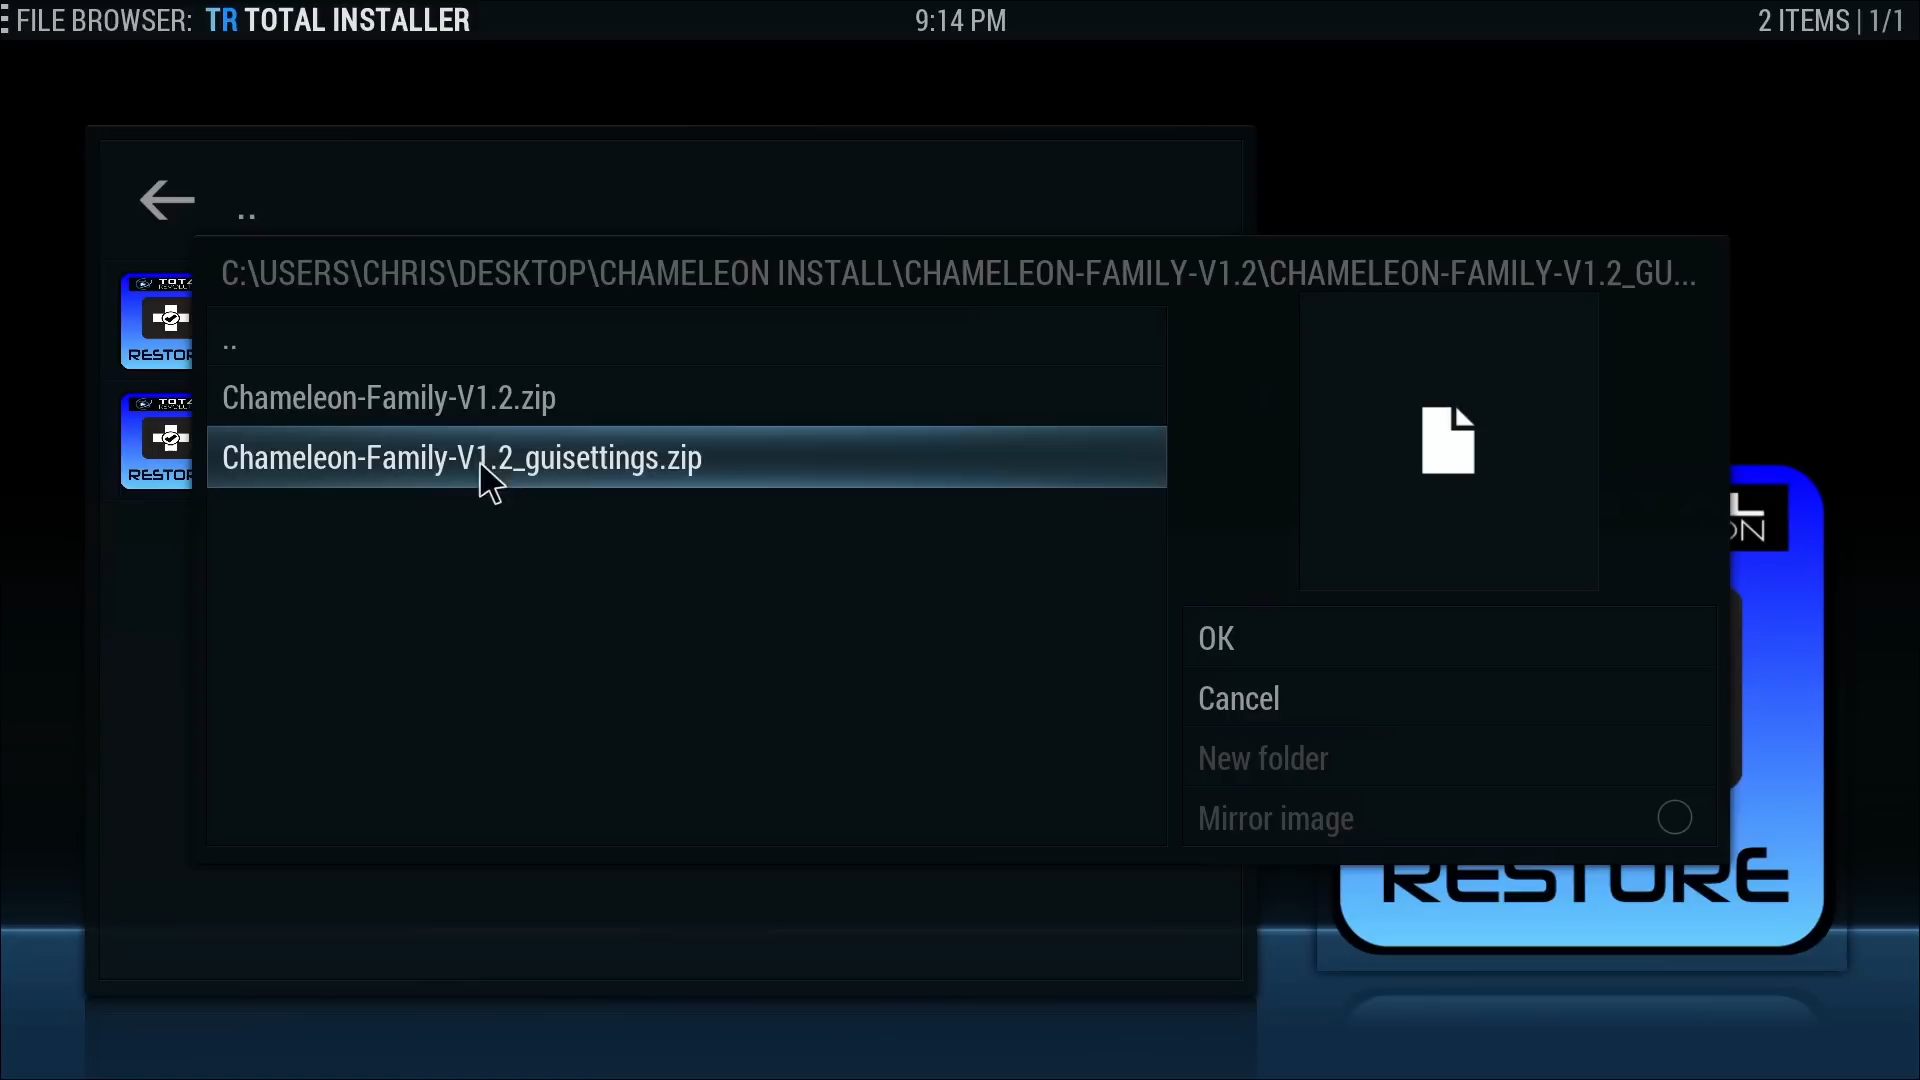 FILE BROWSER: TR TOTAL INSTALLER
9:14 PM
2 ITEMS | 1/1
..
C:\USERS\CHRIS\DESKTOP\CHAMELEON INSTALL\CHAMELEON-FAMILY-V1.2\CHAMELEON-FAMILY-V1.2_GU...
..
Chameleon-Family-V1.2.zip
Chameleon-Family-V1.2_guisettings.zip
OK
Cancel
New folder
Mirror image
RESTORE